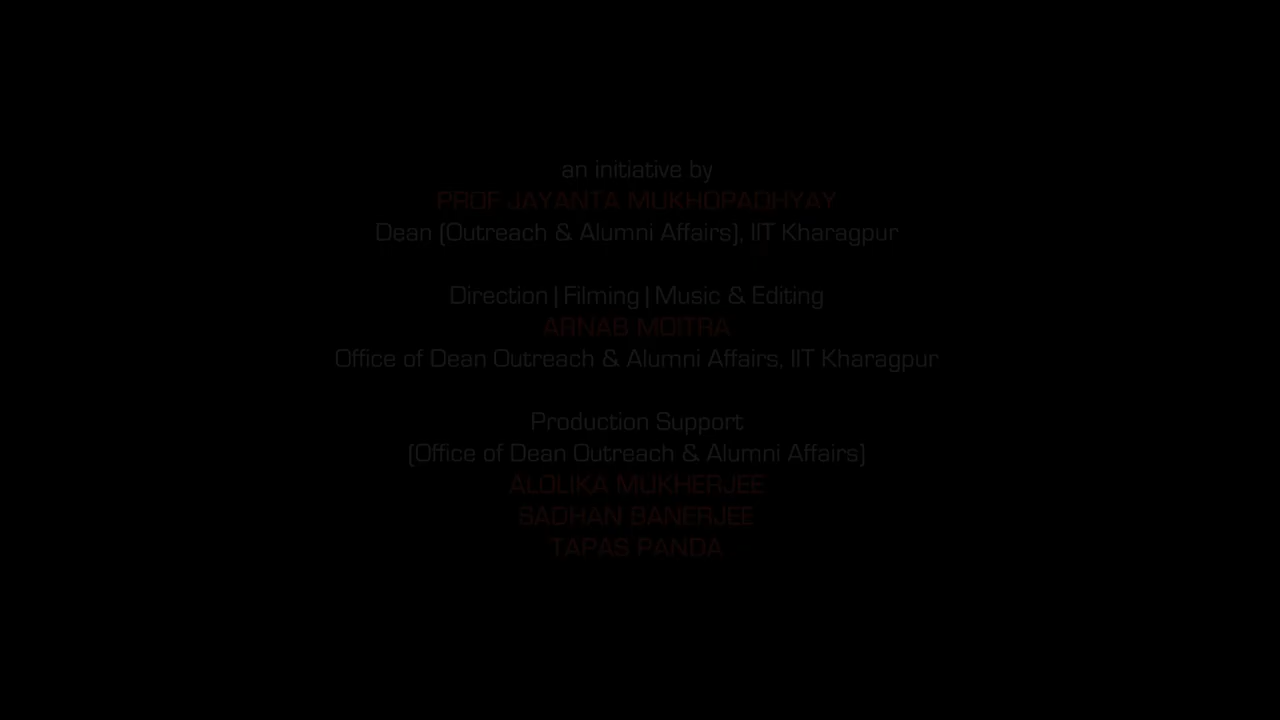 an initiative by
PROF JAYANTA MUKHOPADHYAY
Dean (Outreach & Alumni Affairs), IIT Kharagpur
Direction|Filming|Music & Editing
ARNAB MOITRA
Office of Dean Outreach & Alumni Affairs, IIT Kharagpur
Production Support
(Office of Dean Outreach & Alumni Affairs)
ALOLIKA MUKHERJEE
SADHAN BANERJEE
TAPAS PANDA